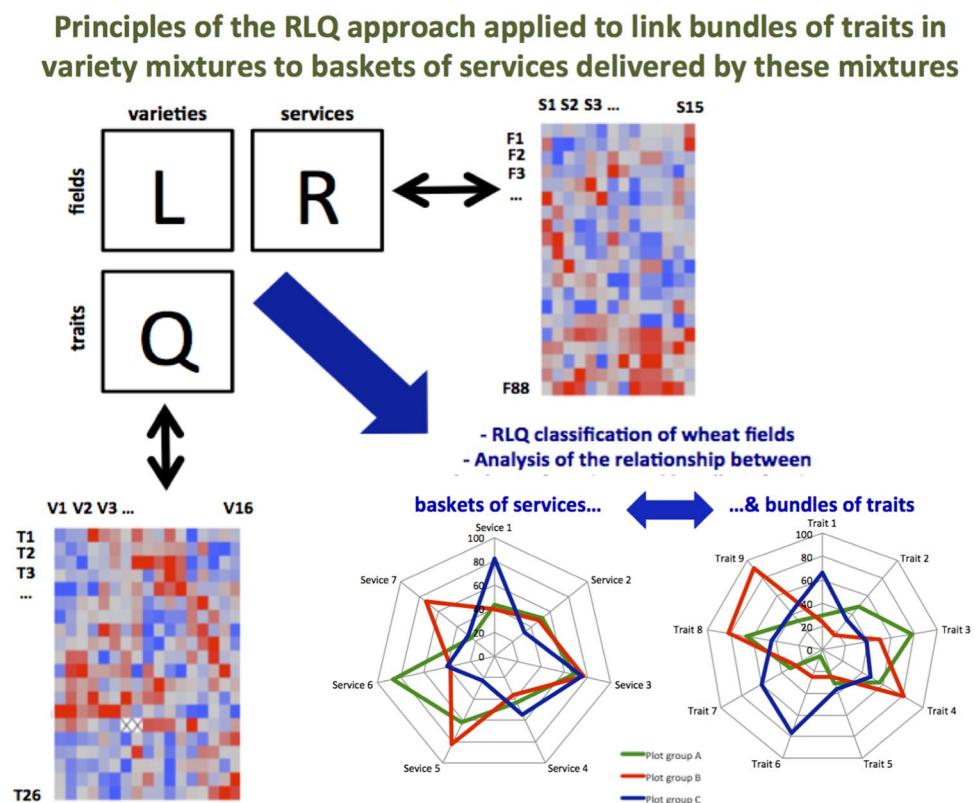 Principles of the RLQ approach applied to link bundles of traits in
variety mixtures to baskets of services delivered by these mixtures
varieties services
fields
L R
traits
Q
S1 S2 S3 ... S15
F1
F2
F3
...
F88
- RLQ classification of wheat fields
- Analysis of the relationship between
V1 V2 V3 ... V16
T1
T2
T3
...
T26
baskets of services...
Sevice 1
100
80
60
40
20
0
Service 2
Sevice 3
Service 4
Sevice 5
Service 6
Sevice 7
...& bundles of traits
Trait 1
100
80
60
40
20
0
Trait 2
Trait 3
Trait 4
Trait 5
Trait 6
Trait 7
Trait 8
Trait 9
Plot group A
Plot group B
Plot group C